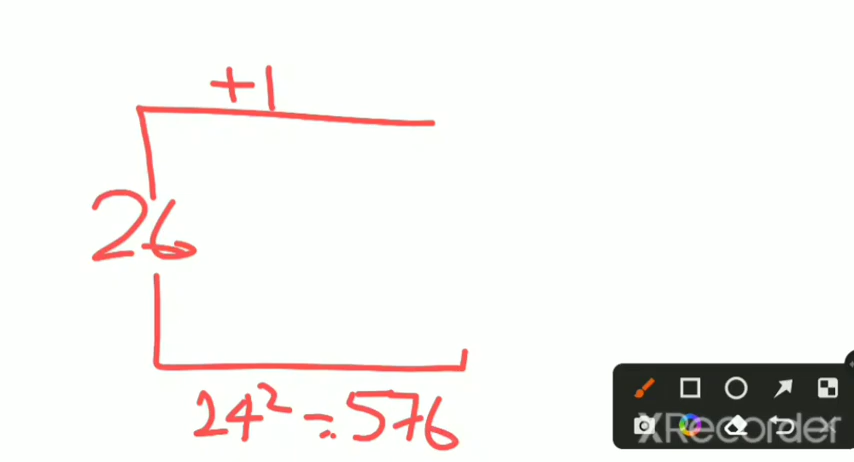 +1
26
24² = 576
XRecorder